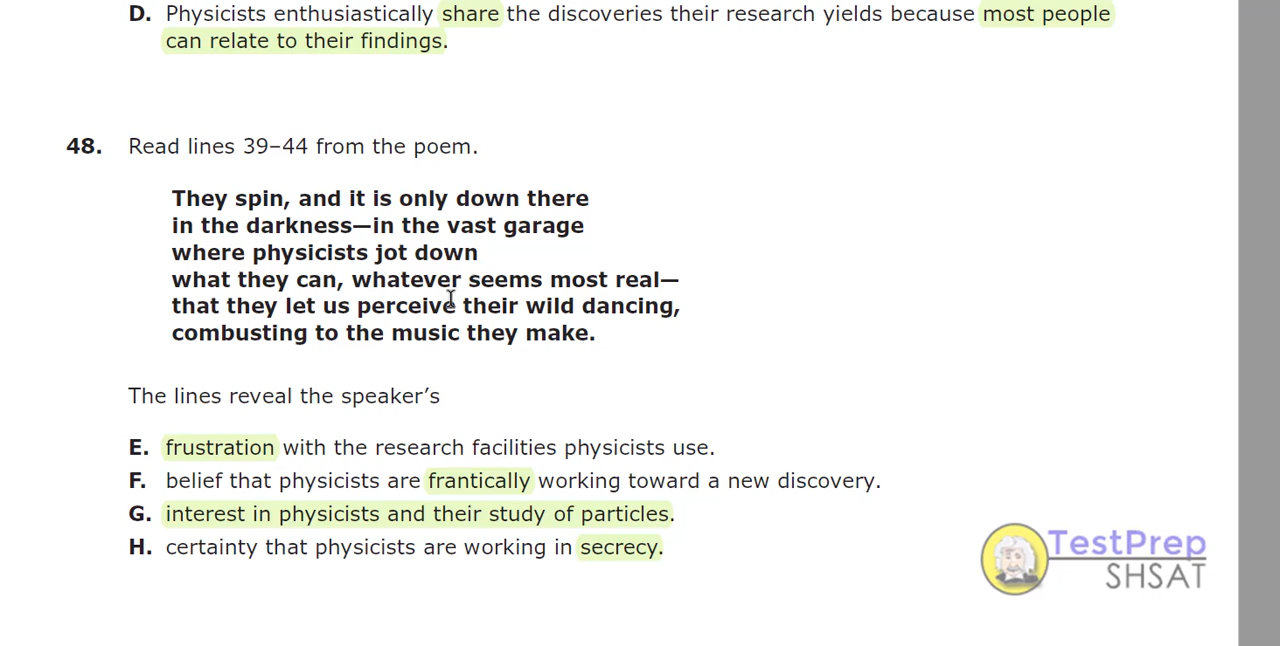 D. Physicists enthusiastically share the discoveries their research yields because most people
can relate to their findings.
48. Read lines 39–44 from the poem.
They spin, and it is only down there
in the darkness—in the vast garage
where physicists jot down
what they can, whatever seems most real—
that they let us perceive their wild dancing,
combusting to the music they make.
The lines reveal the speaker’s
E. frustration with the research facilities physicists use.
F. belief that physicists are frantically working toward a new discovery.
G. interest in physicists and their study of particles.
H. certainty that physicists are working in secrecy.
TestPrep
SHSAT